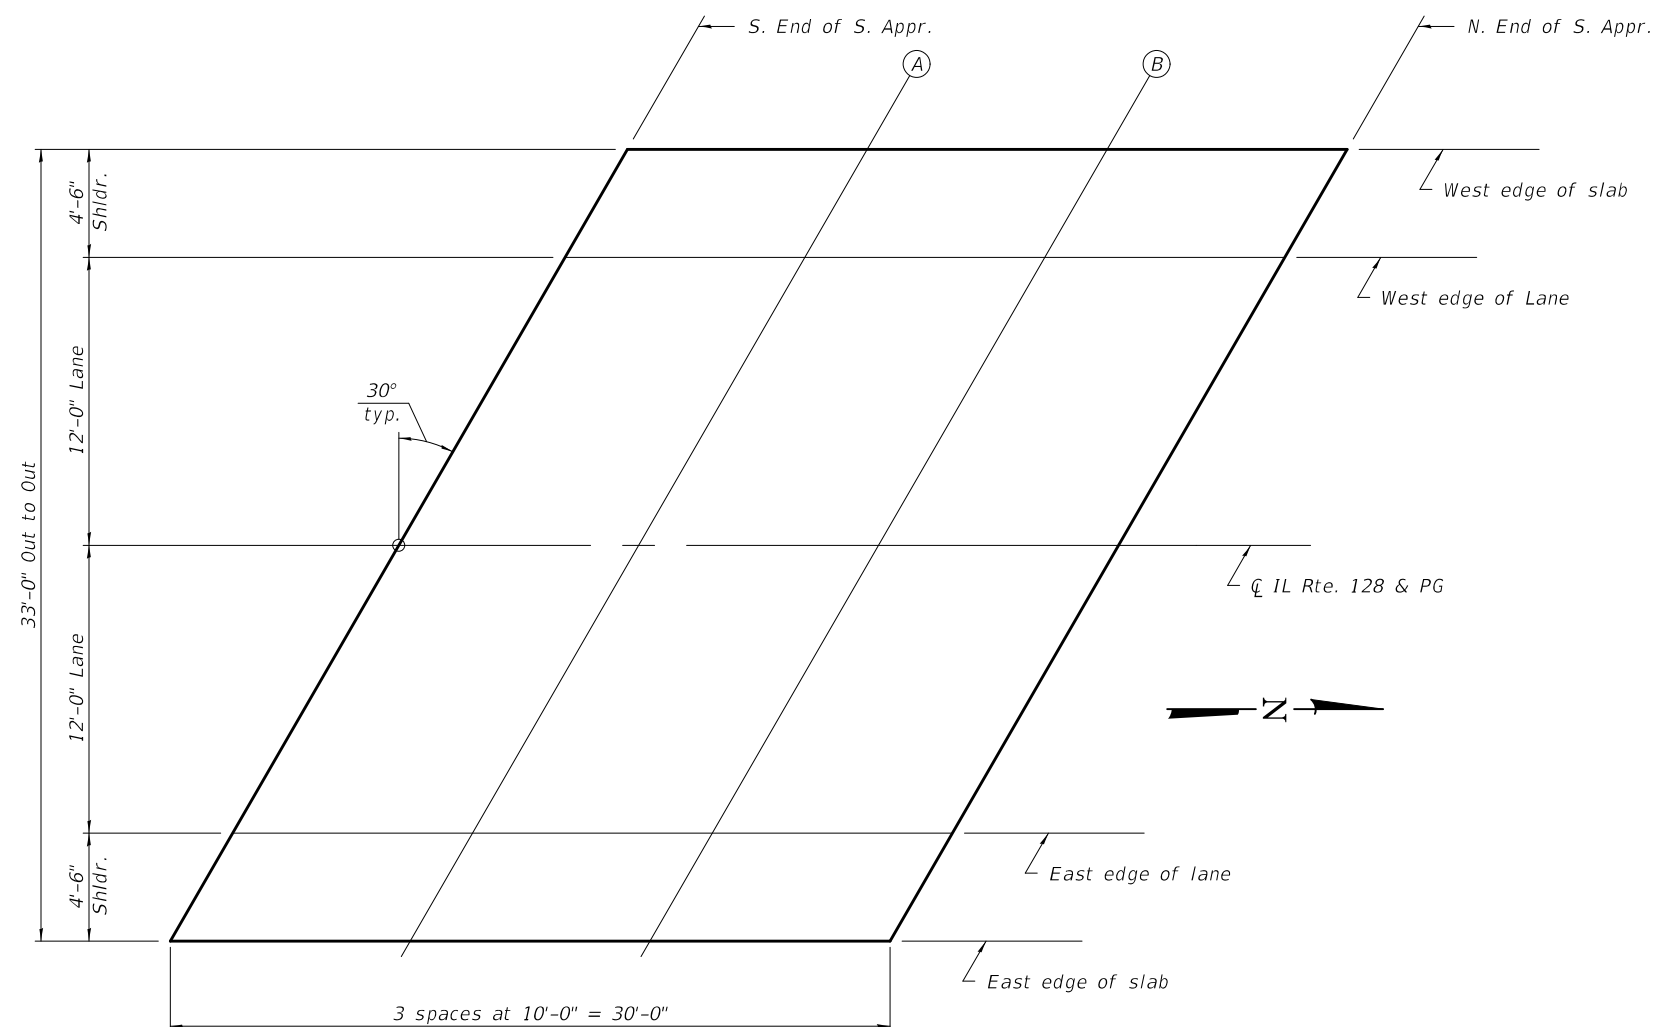 S. End of S. Appr.
N. End of S. Appr.
A
B
4'-6"
Shldr.
West edge of slab
West edge of Lane
12'-0" Lane
30°
typ.
33'-0" Out to Out
℄ IL Rte. 128 & PG
12'-0" Lane
N
4'-6"
Shldr.
East edge of lane
East edge of slab
3 spaces at 10'-0" = 30'-0"